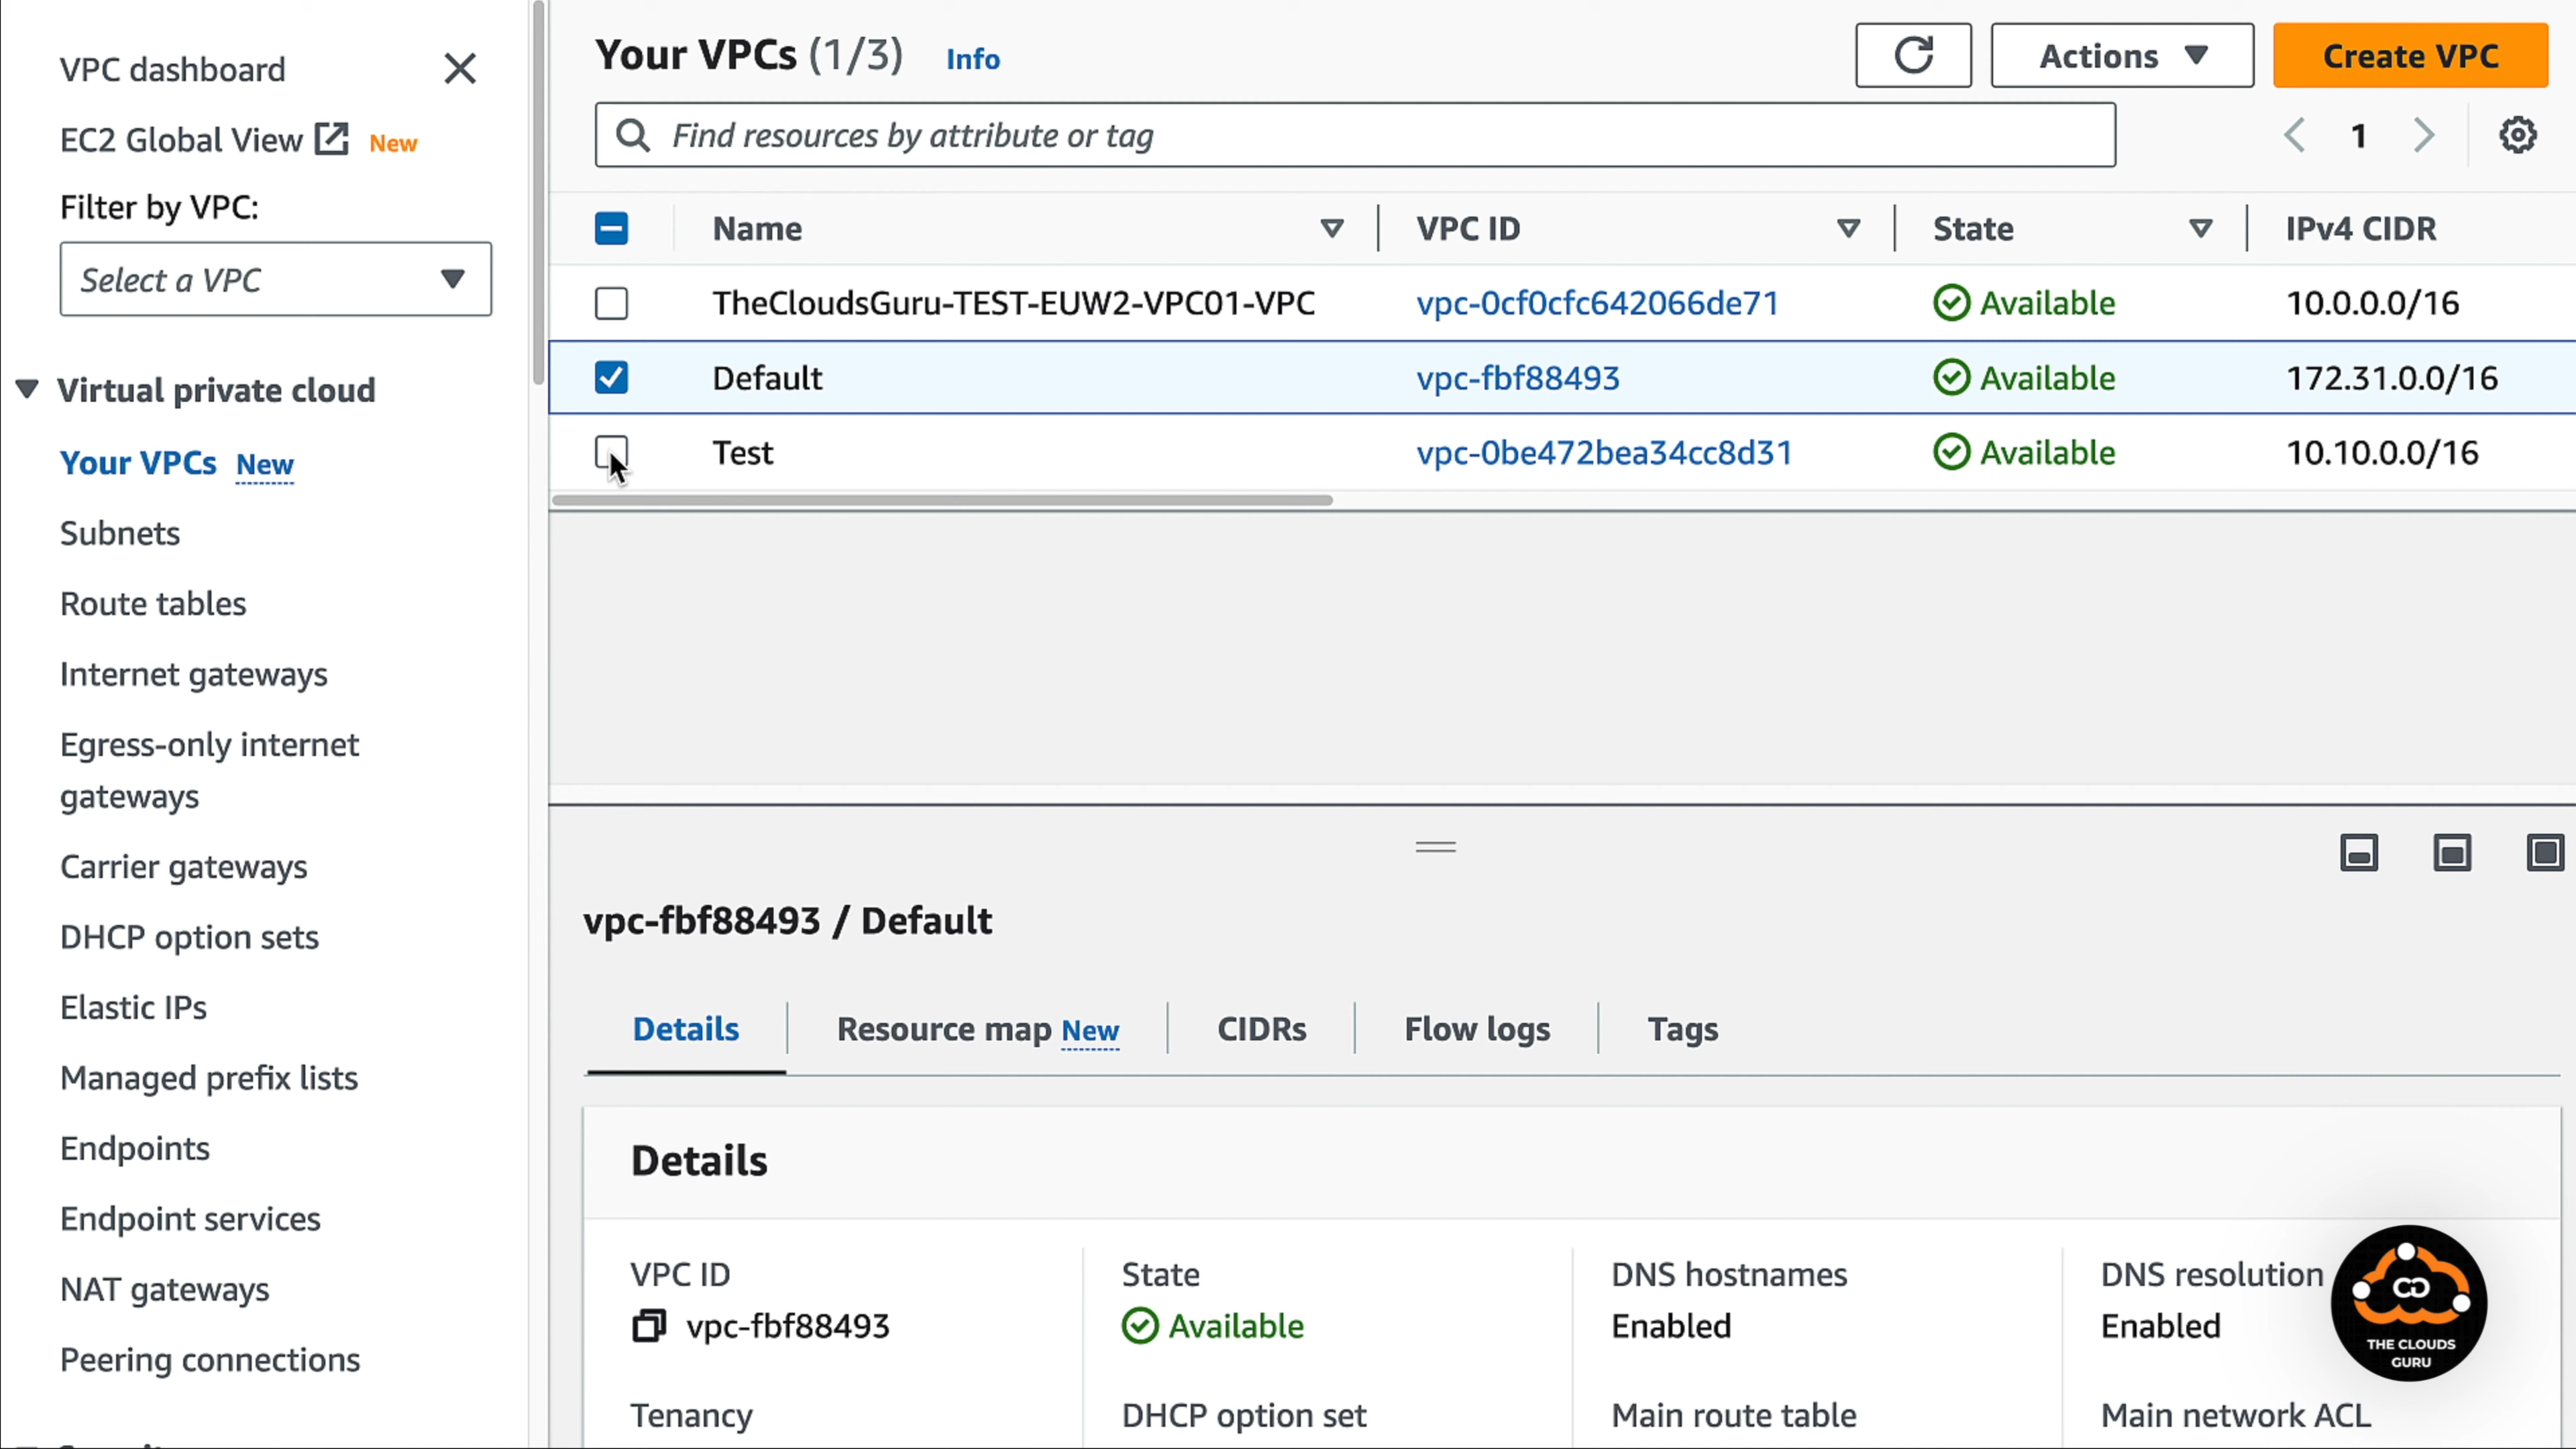 VPC dashboard
EC2 Global View New
Filter by VPC:
Select a VPC
Virtual private cloud
Your VPCs New
Subnets
Route tables
Internet gateways
Egress-only internet
gateways
Carrier gateways
DHCP option sets
Elastic IPs
Managed prefix lists
Endpoints
Endpoint services
NAT gateways
Peering connections
Your VPCs (1/3) Info
Actions
Create VPC
Find resources by attribute or tag
1
Name VPC ID State IPv4 CIDR
TheCloudsGuru-TEST-EUW2-VPC01-VPC vpc-0cf0cfc642066de71 Available 10.0.0.0/16
Default vpc-fbf88493 Available 172.31.0.0/16
Test vpc-0be472bea34cc8d31 Available 10.10.0.0/16
vpc-fbf88493 / Default
Details Resource map New CIDRs Flow logs Tags
Details
VPC ID State DNS hostnames DNS resolution
vpc-fbf88493 Available Enabled Enabled
Tenancy DHCP option set Main route table Main network ACL
THE CLOUDS
GURU